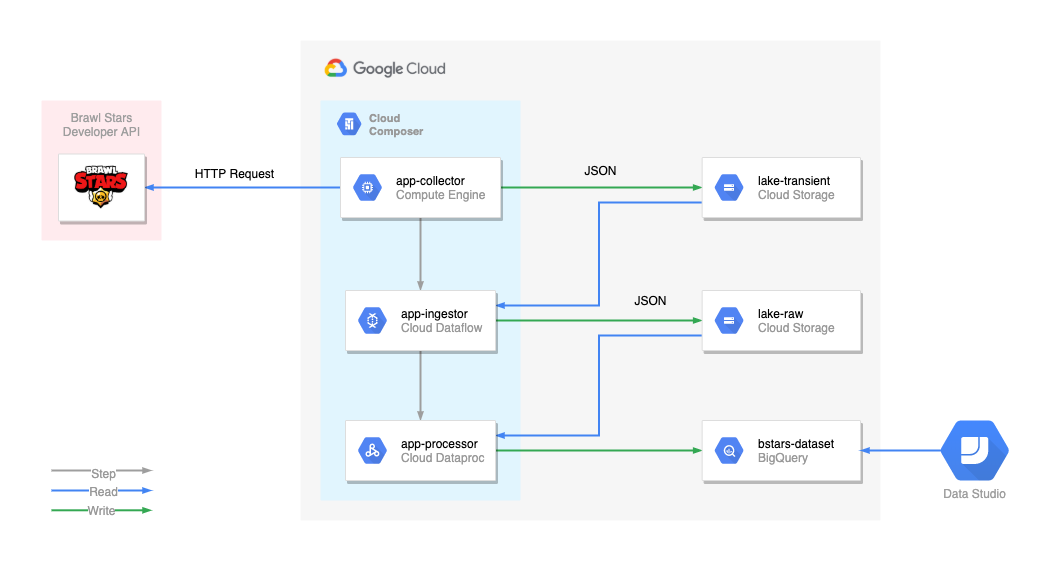 Google Cloud
Brawl Stars
Developer API
BRAWL
STARS
Cloud
Composer
HTTP Request
app-collector
Compute Engine
JSON
lake-transient
Cloud Storage
app-ingestor
Cloud Dataflow
JSON
lake-raw
Cloud Storage
app-processor
Cloud Dataproc
bstars-dataset
BigQuery
Data Studio
Step
Read
Write